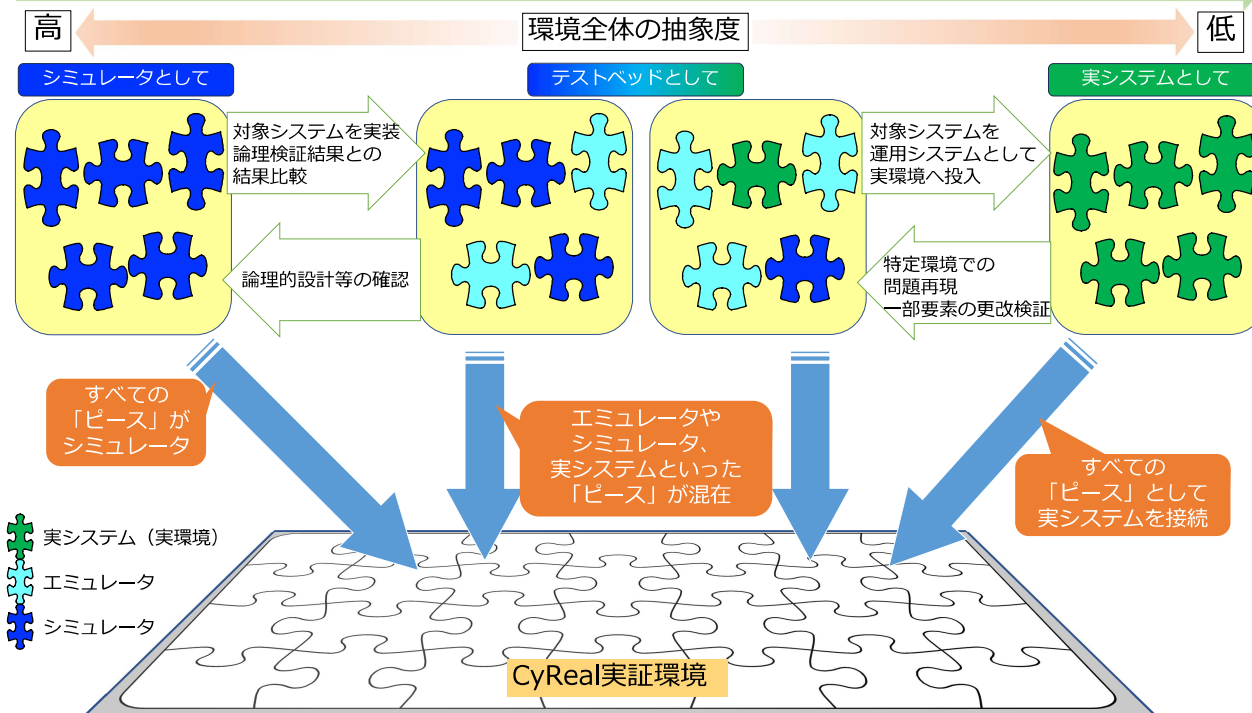 高
環境全体の抽象度
低
シミュレータとして
テストベッドとして
実システムとして
対象システムを実装
論理検証結果との
結果比較
対象システムを
運用システムとして
実環境へ投入
論理的設計等の確認
特定環境での
問題再現
一部要素の更改検証
すべての
「ピース」が
シミュレータ
エミュレータや
シミュレータ、
実システムといった
「ピース」が混在
すべての
「ピース」として
実システムを接続
実システム（実環境）
エミュレータ
シミュレータ
CyReal実証環境